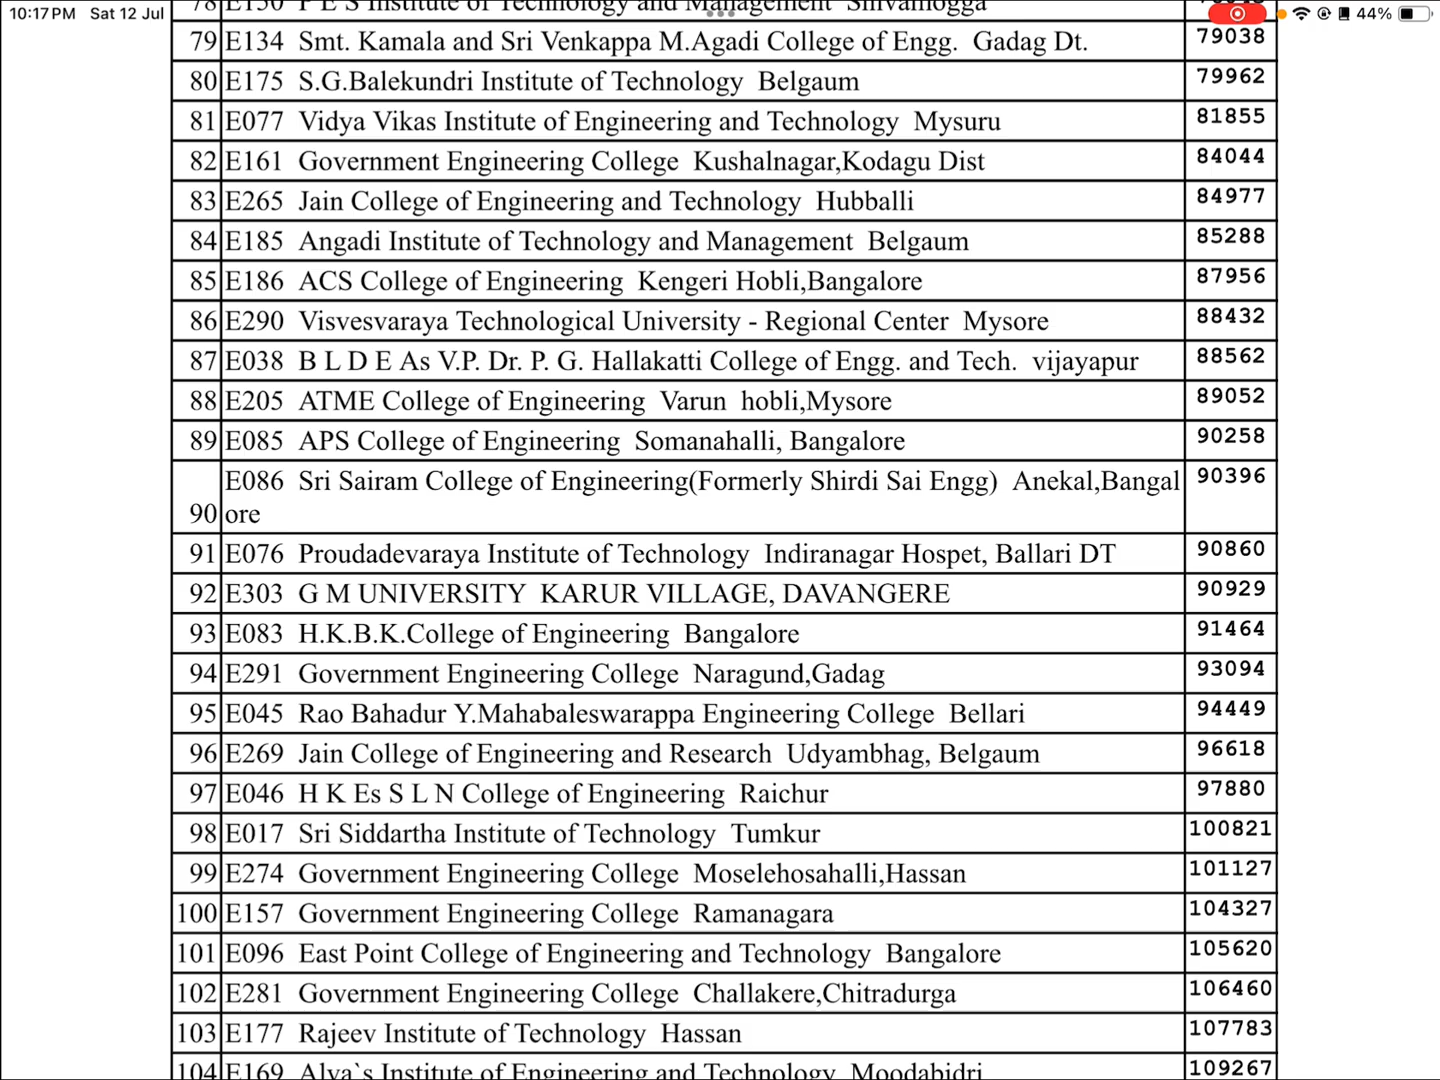 10:17 PM Sat 12 Jul 44%
78 E150 P E S Institute of Technology and Management Shivamogga
79 E134 Smt. Kamala and Sri Venkappa M.Agadi College of Engg. Gadag Dt. 79038
80 E175 S.G.Balekundri Institute of Technology Belgaum 79962
81 E077 Vidya Vikas Institute of Engineering and Technology Mysuru 81855
82 E161 Government Engineering College Kushalnagar,Kodagu Dist 84044
83 E265 Jain College of Engineering and Technology Hubballi 84977
84 E185 Angadi Institute of Technology and Management Belgaum 85288
85 E186 ACS College of Engineering Kengeri Hobli,Bangalore 87956
86 E290 Visvesvaraya Technological University - Regional Center Mysore 88432
87 E038 B L D E As V.P. Dr. P. G. Hallakatti College of Engg. and Tech. vijayapur 88562
88 E205 ATME College of Engineering Varun hobli,Mysore 89052
89 E085 APS College of Engineering Somanahalli, Bangalore 90258
E086 Sri Sairam College of Engineering(Formerly Shirdi Sai Engg) Anekal,Bangal 90396
90 ore
91 E076 Proudadevaraya Institute of Technology Indiranagar Hospet, Ballari DT 90860
92 E303 G M UNIVERSITY KARUR VILLAGE, DAVANGERE 90929
93 E083 H.K.B.K.College of Engineering Bangalore 91464
94 E291 Government Engineering College Naragund,Gadag 93094
95 E045 Rao Bahadur Y.Mahabaleswarappa Engineering College Bellari 94449
96 E269 Jain College of Engineering and Research Udyambhag, Belgaum 96618
97 E046 H K Es S L N College of Engineering Raichur 97880
98 E017 Sri Siddartha Institute of Technology Tumkur 100821
99 E274 Government Engineering College Moselehosahalli,Hassan 101127
100 E157 Government Engineering College Ramanagara 104327
101 E096 East Point College of Engineering and Technology Bangalore 105620
102 E281 Government Engineering College Challakere,Chitradurga 106460
103 E177 Rajeev Institute of Technology Hassan 107783
104 E169 Alva`s Institute of Engineering and Technology Moodabidri 109267